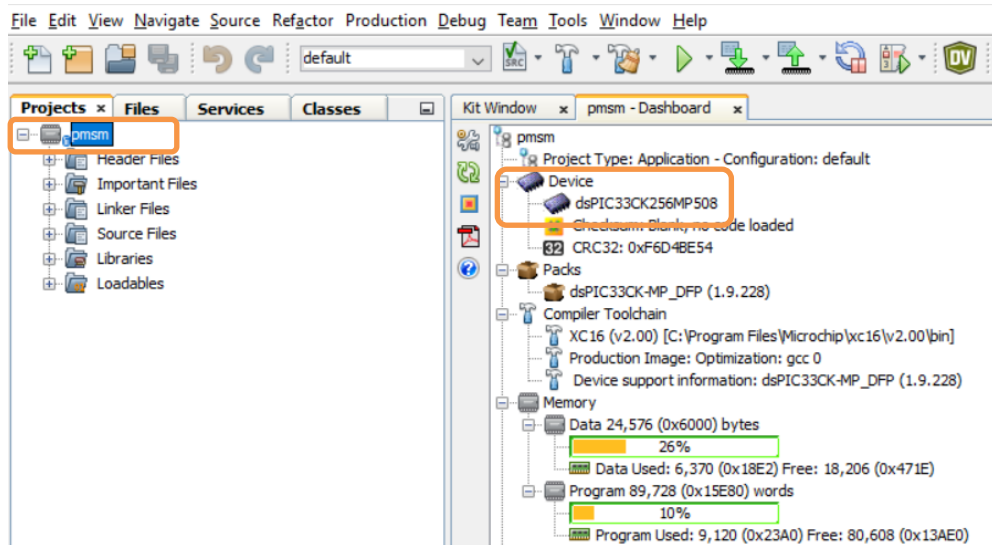 File Edit View Navigate Source Refactor Production Debug Team Tools Window Help
default
SRC
DV
Projects × Files Services Classes
pmsm
Header Files
Important Files
Linker Files
Source Files
Libraries
Loadables
Kit Window × pmsm - Dashboard ×
pmsm
Project Type: Application - Configuration: default
Device
dsPIC33CK256MP508
Checksum: Blank, no code loaded
32 CRC32: 0xF6D4BE54
Packs
dsPIC33CK-MP_DFP (1.9.228)
Compiler Toolchain
XC16 (v2.00) [C:\Program Files\Microchip\xc16\v2.00\bin]
Production Image: Optimization: gcc 0
Device support information: dsPIC33CK-MP_DFP (1.9.228)
Memory
Data 24,576 (0x6000) bytes
26%
Data Used: 6,370 (0x18E2) Free: 18,206 (0x471E)
Program 89,728 (0x15E80) words
10%
Program Used: 9,120 (0x23A0) Free: 80,608 (0x13AE0)